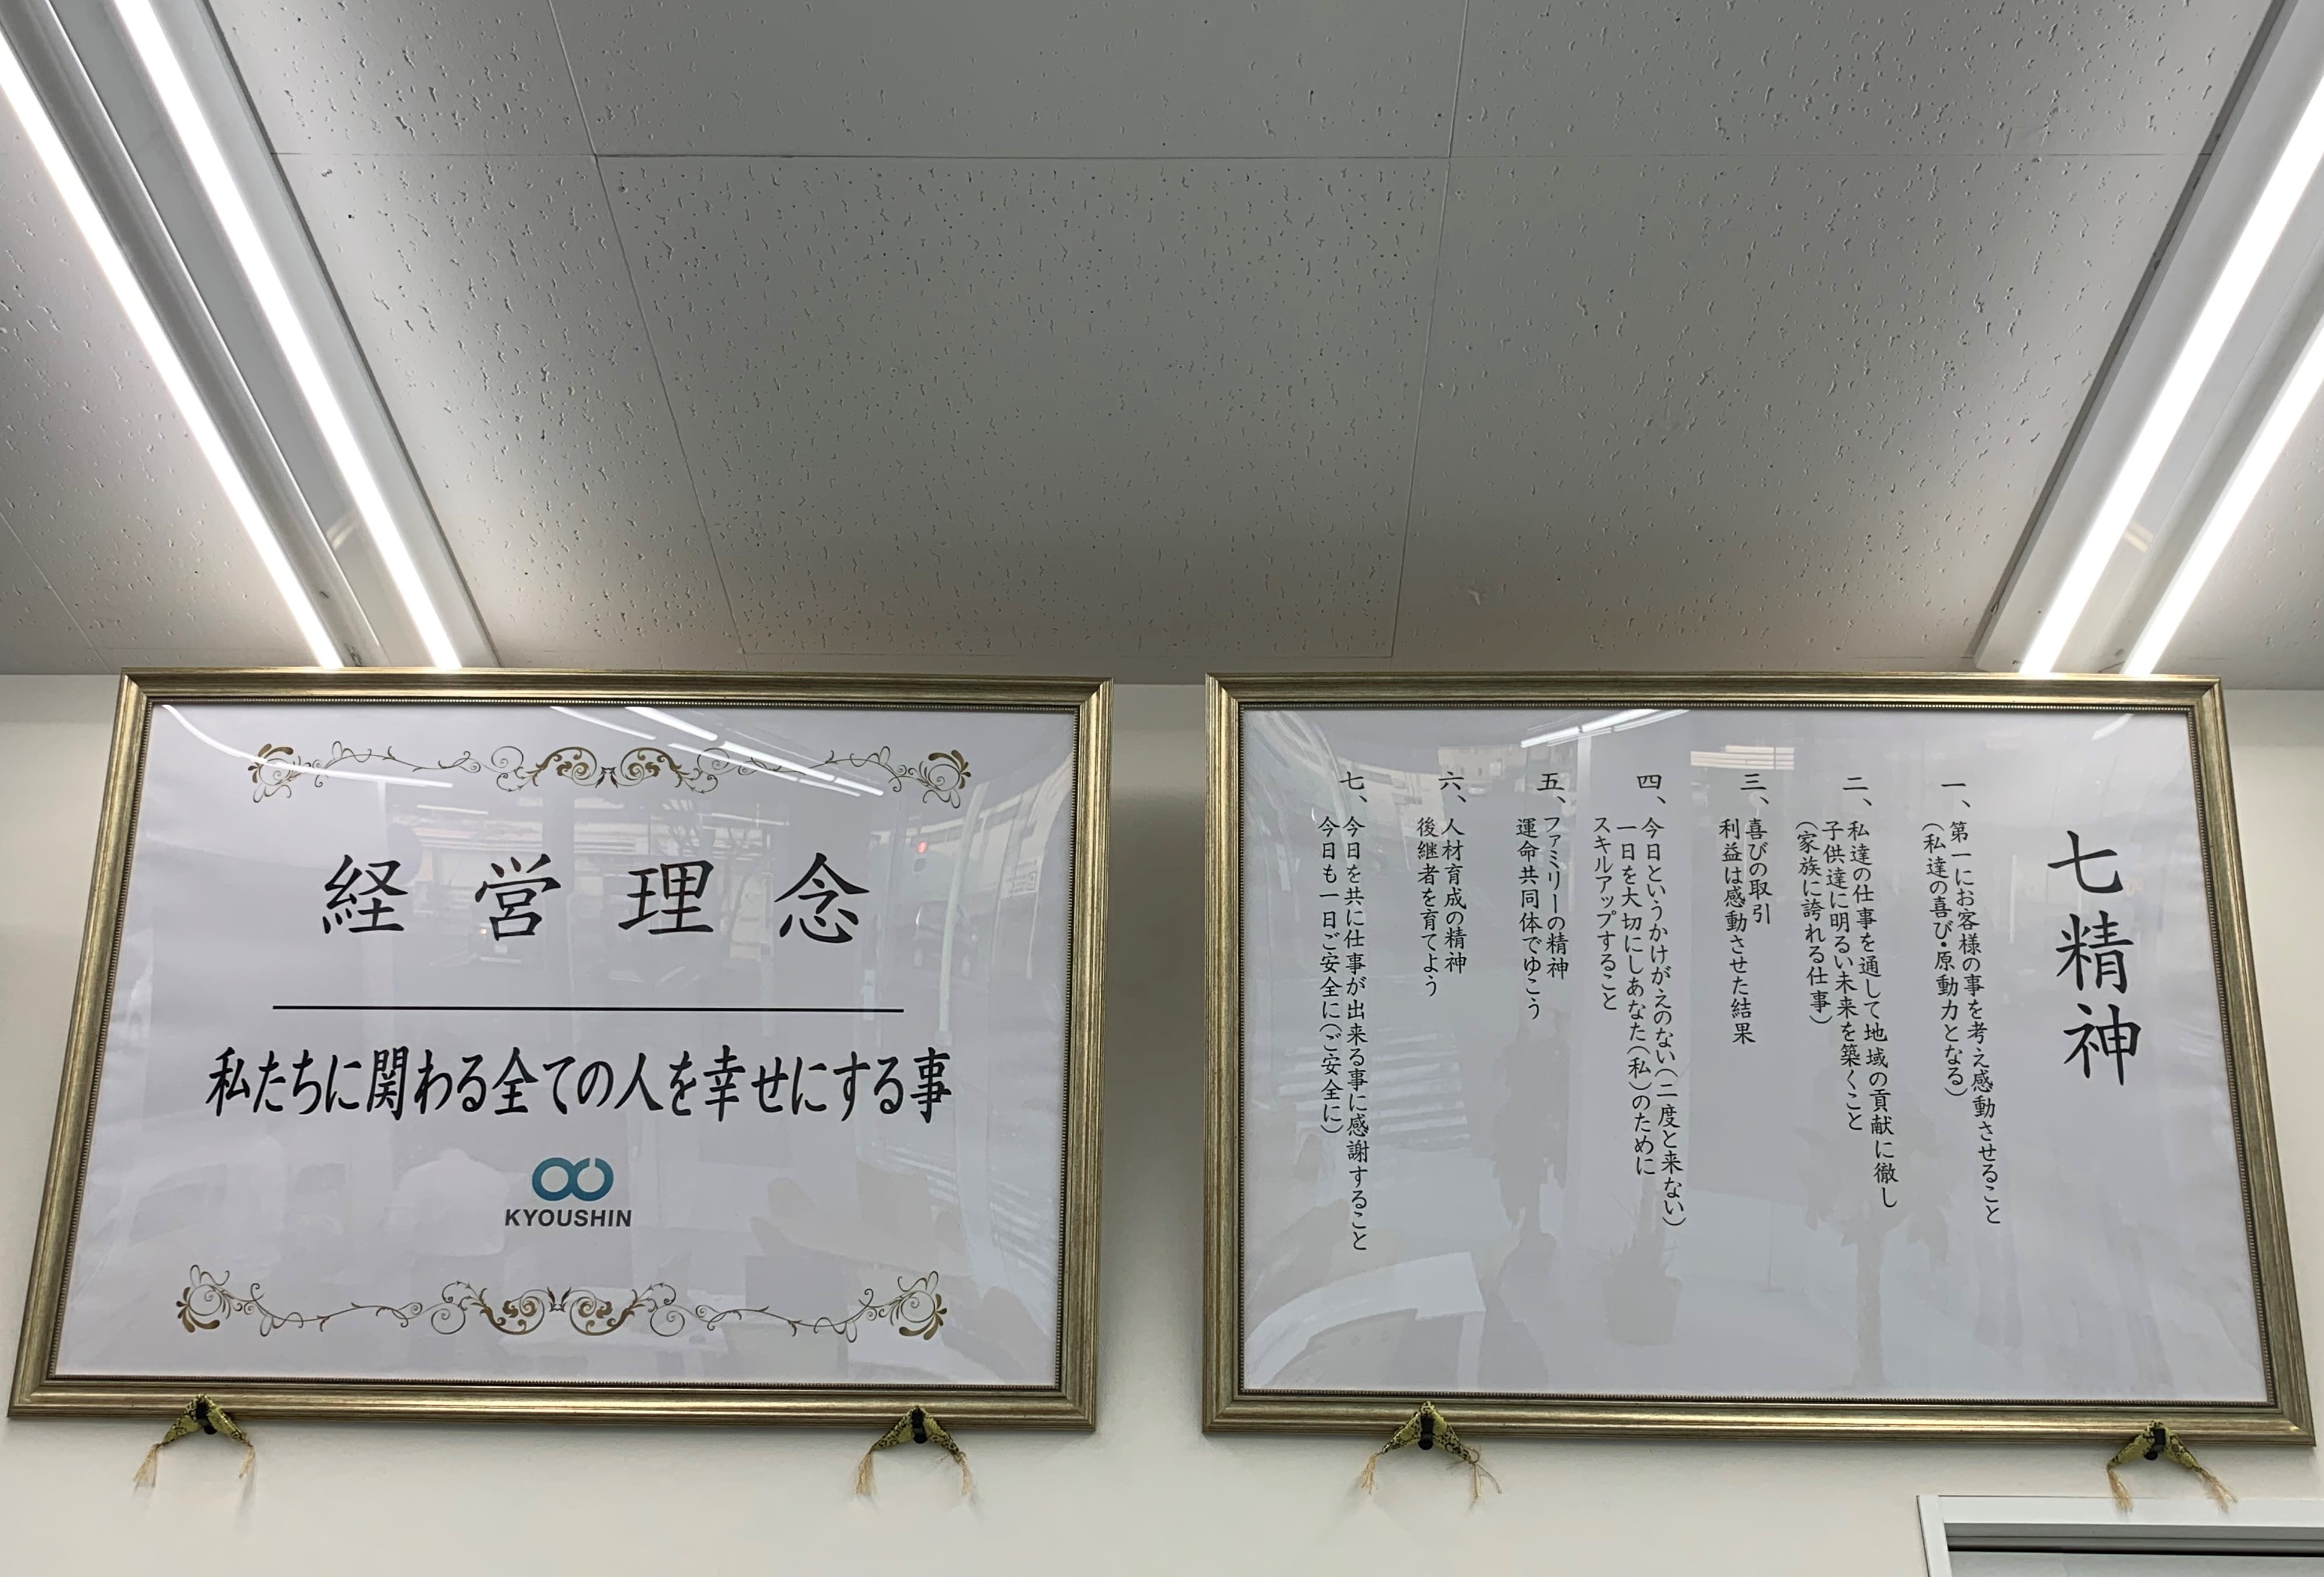 経営理念
私たちに関わる全ての人を幸せにする事
KYOUSHIN
七精神
一、第一にお客様の事を考え感動させること
（私達の喜び・原動力となる）
二、私達の仕事を通して地域の貢献に徹し
子供達に明るい未来を築くこと
（家族に誇れる仕事）
三、喜びの取引
利益は感動させた結果
四、今日というかけがえのない（二度と来ない）
一日を大切にしあなた（私）のために
スキルアップすること
五、ファミリーの精神
運命共同体でゆこう
六、人材育成の精神
後継者を育てよう
七、今日を共に仕事が出来る事に感謝すること
今日も一日ご安全に（ご安全に）